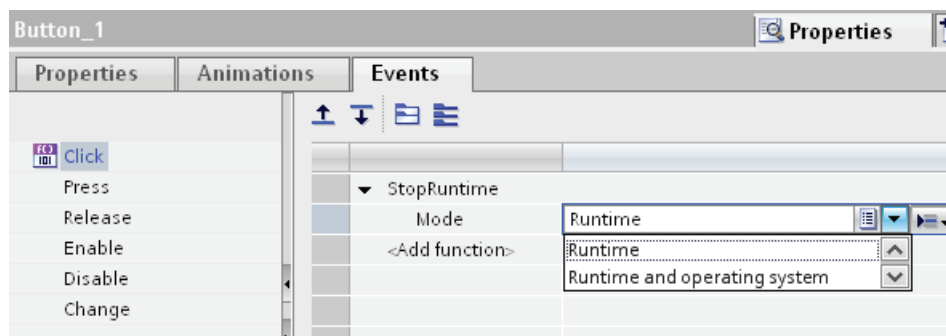 Button_1
Properties
Properties Animations Events
Click
Press
Release
Enable
Disable
Change
StopRuntime
Mode Runtime
<Add function> Runtime
Runtime and operating system